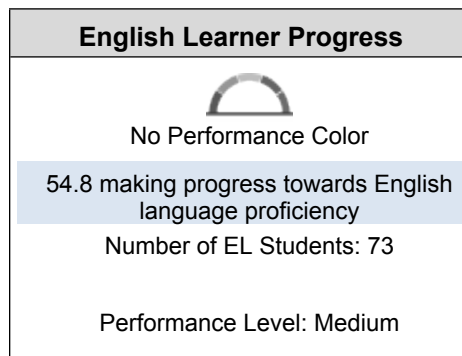 English Learner Progress
No Performance Color
54.8 making progress towards English
language proficiency
Number of EL Students: 73
Performance Level: Medium